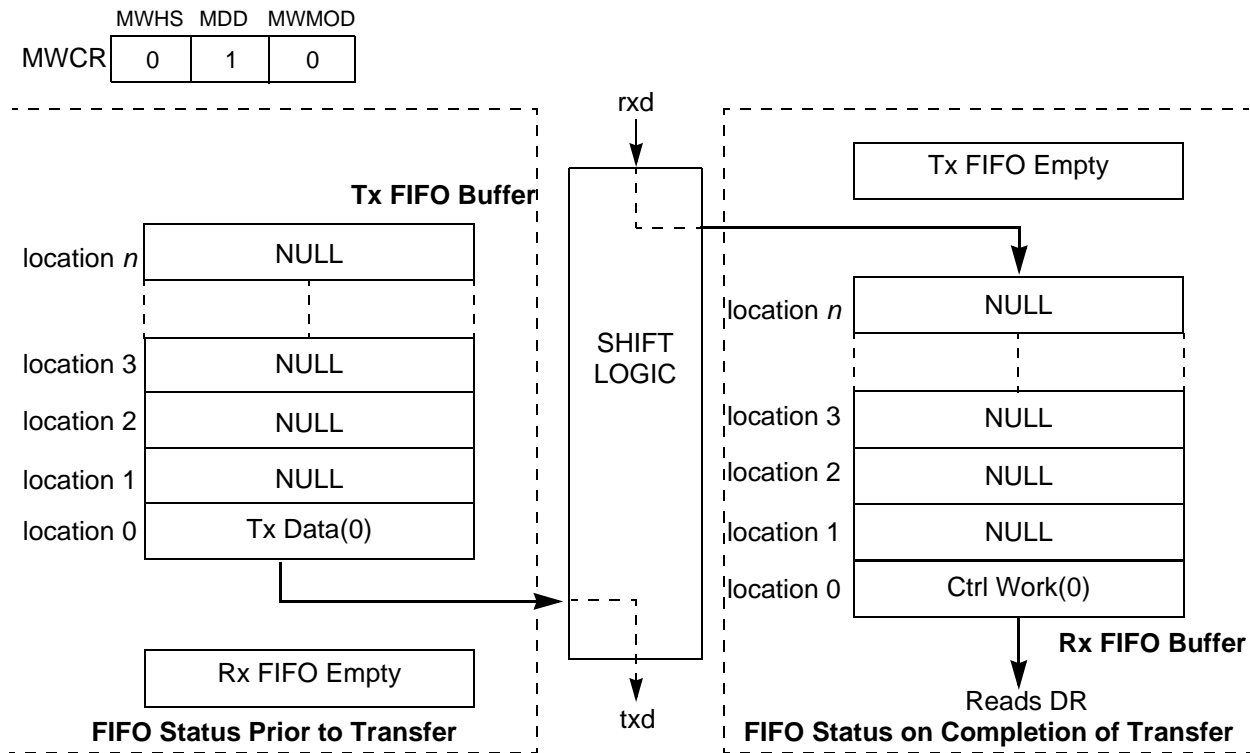 MWHS MDD MWMOD
MWCR 0 1 0
rxd
Tx FIFO Buffer
location n NULL
location 3 NULL
location 2 NULL
location 1 NULL
location 0 Tx Data(0)
Rx FIFO Empty
FIFO Status Prior to Transfer
SHIFT
LOGIC
txd
Tx FIFO Empty
location n NULL
location 3 NULL
location 2 NULL
location 1 NULL
location 0 Ctrl Work(0)
Rx FIFO Buffer
Reads DR
FIFO Status on Completion of Transfer